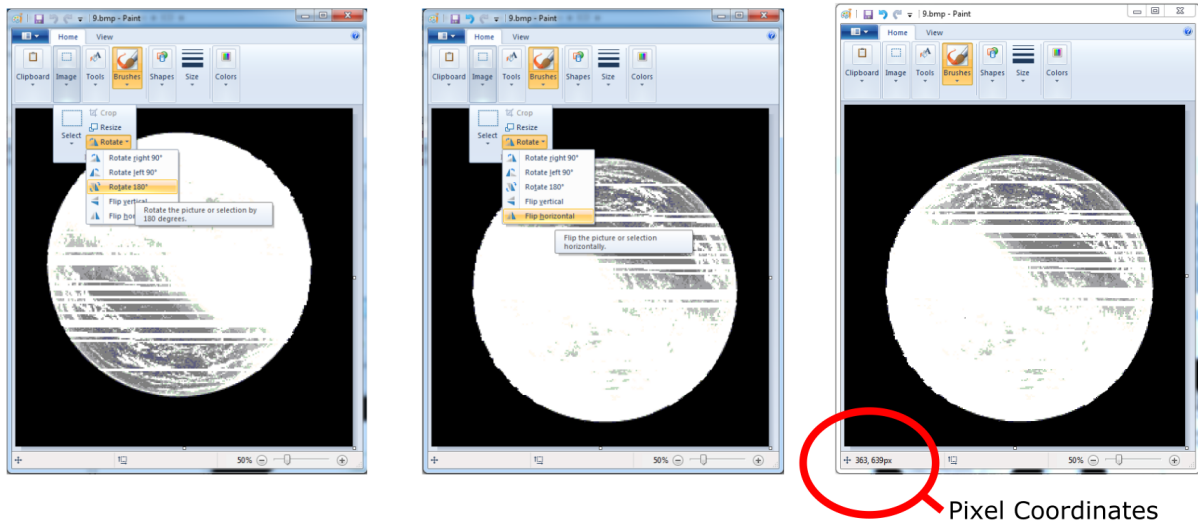 9.bmp - Paint
Home View
Clipboard Image Tools Brushes Shapes Size Colors
Select
Crop
Resize
Rotate
Rotate right 90°
Rotate left 90°
Rotate 180°
Flip vertical
Flip hor
Rotate the picture or selection by
180 degrees.
50%
9.bmp - Paint
Home View
Clipboard Image Tools Brushes Shapes Size Colors
Select
Crop
Resize
Rotate
Rotate right 90°
Rotate left 90°
Rotate 180°
Flip vertical
Flip horizontal
Flip the picture or selection
horizontally.
50%
9.bmp - Paint
Home View
Clipboard Image Tools Brushes Shapes Size Colors
363, 639px
50%
Pixel Coordinates